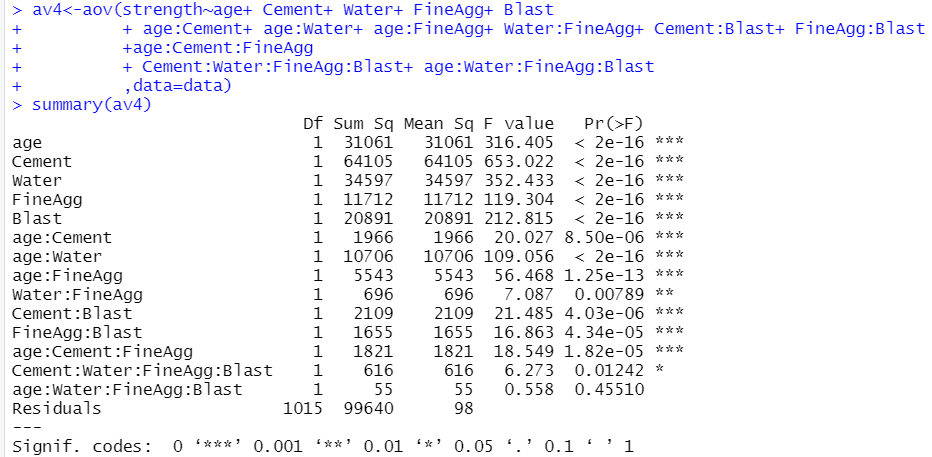 > av4<-aov(strength~age+ Cement+ Water+ FineAgg+ Blast
+ + age:Cement+ age:Water+ age:FineAgg+ Water:FineAgg+ Cement:Blast+ FineAgg:Blast
+ +age:Cement:FineAgg
+ + Cement:Water:FineAgg:Blast+ age:Water:FineAgg:Blast
+ ,data=data)
> summary(av4)
Df Sum Sq Mean Sq F value Pr(>F)
age 1 31061 31061 316.405 < 2e-16 ***
Cement 1 64105 64105 653.022 < 2e-16 ***
Water 1 34597 34597 352.433 < 2e-16 ***
FineAgg 1 11712 11712 119.304 < 2e-16 ***
Blast 1 20891 20891 212.815 < 2e-16 ***
age:Cement 1 1966 1966 20.027 8.50e-06 ***
age:Water 1 10706 10706 109.056 < 2e-16 ***
age:FineAgg 1 5543 5543 56.468 1.25e-13 ***
Water:FineAgg 1 696 696 7.087 0.00789 **
Cement:Blast 1 2109 2109 21.485 4.03e-06 ***
FineAgg:Blast 1 1655 1655 16.863 4.34e-05 ***
age:Cement:FineAgg 1 1821 1821 18.549 1.82e-05 ***
Cement:Water:FineAgg:Blast 1 616 616 6.273 0.01242 *
age:Water:FineAgg:Blast 1 55 55 0.558 0.45510
Residuals 1015 99640 98
---
Signif. codes: 0 ‘***’ 0.001 ‘**’ 0.01 ‘*’ 0.05 ‘.’ 0.1 ‘ ’ 1